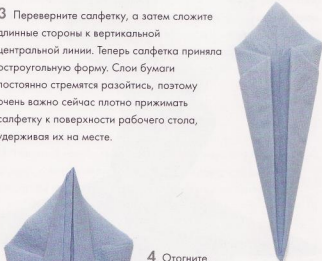 3 Переверните салфетку, а затем сложите
длинные стороны к вертикальной
центральной линии. Теперь салфетка приняла
остроугольную форму. Слои бумаги
постоянно стремятся разойтись, поэтому
очень важно сейчас плотно прижимать
салфетку к поверхности рабочего стола,
удерживая их на месте.
4 Отогните